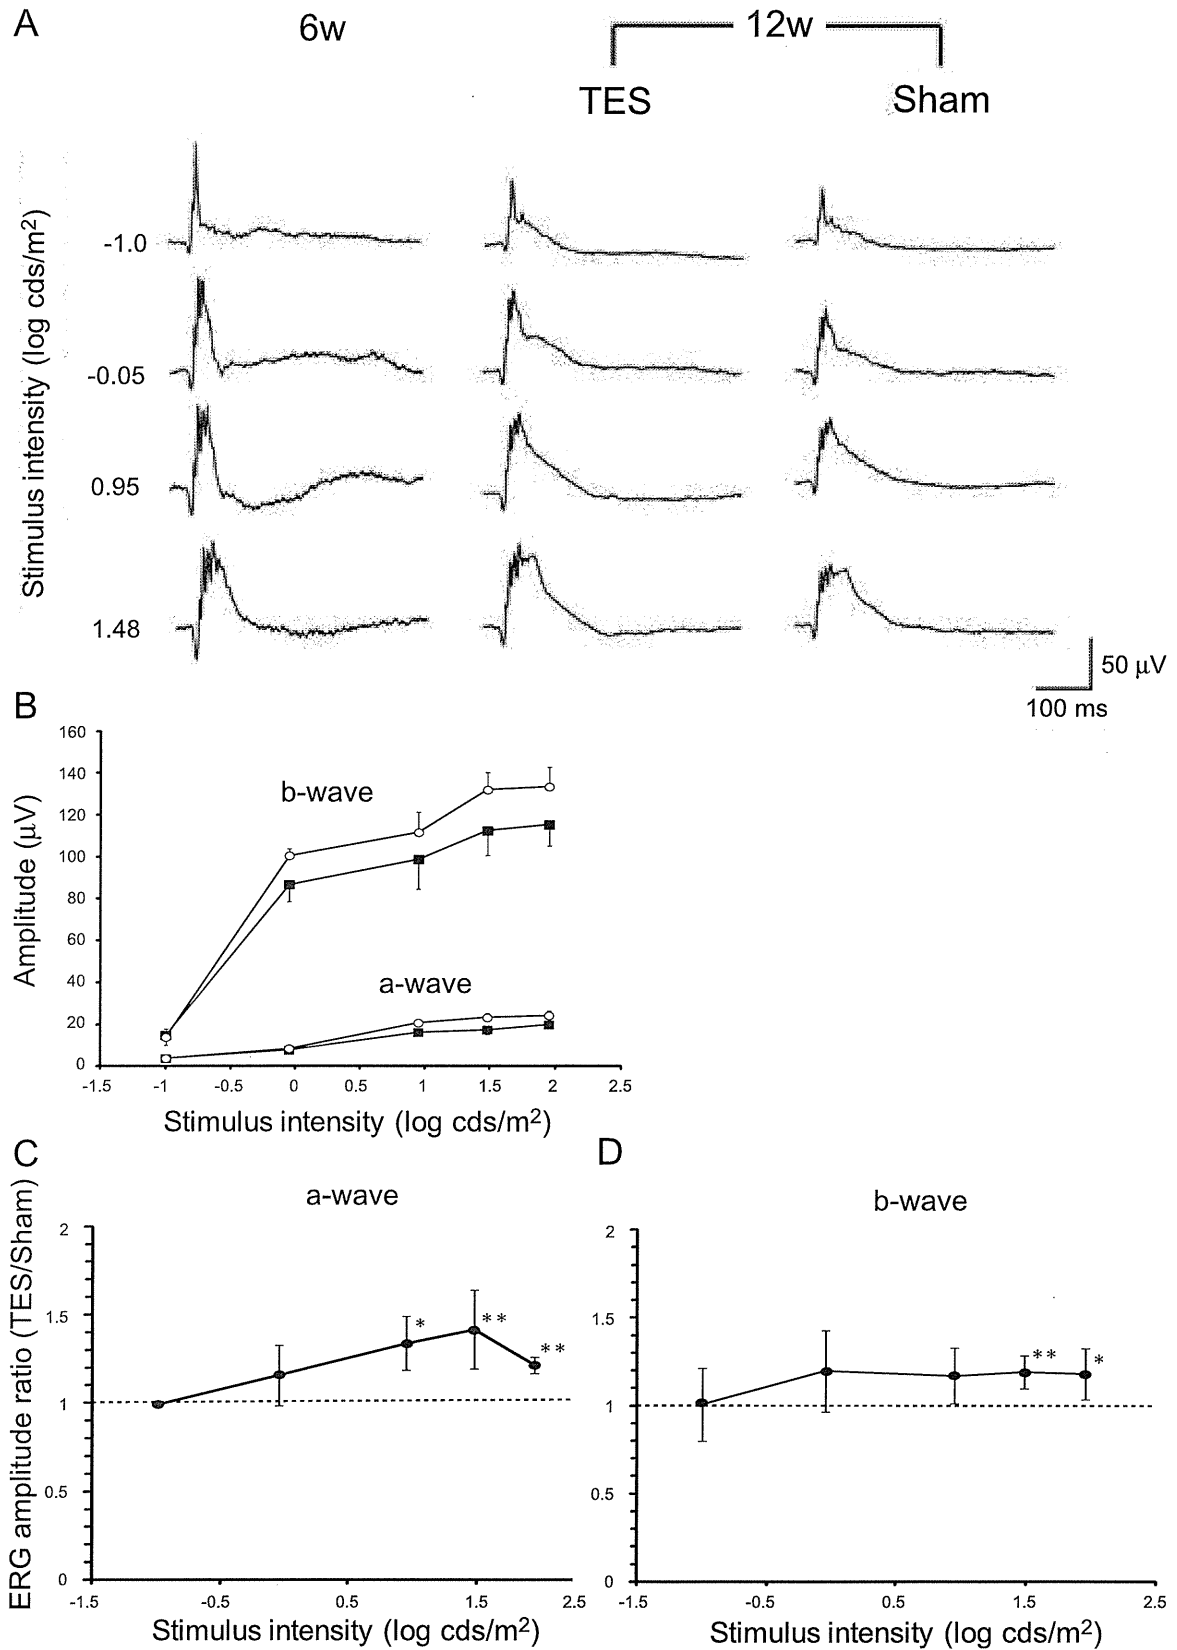 A
6w
12w
TES
Sham
Stimulus intensity (log cds/m2)
-1.0
-0.05
0.95
1.48
50 μV
100 ms
B
160
140
120
100
80
60
40
20
0
Amplitude (μV)
b-wave
a-wave
-1.5 -1 -0.5 0 0.5 1 1.5 2 2.5
Stimulus intensity (log cds/m2)
C
a-wave
ERG amplitude ratio (TES/Sham)
2
1.5
1
0.5
0
*
**
**
-1.5 -0.5 0.5 1.5 2.5
Stimulus intensity (log cds/m2)
D
b-wave
2
1.5
1
0.5
0
**
*
-1.5 -0.5 0.5 1.5 2.5
Stimulus intensity (log cds/m2)